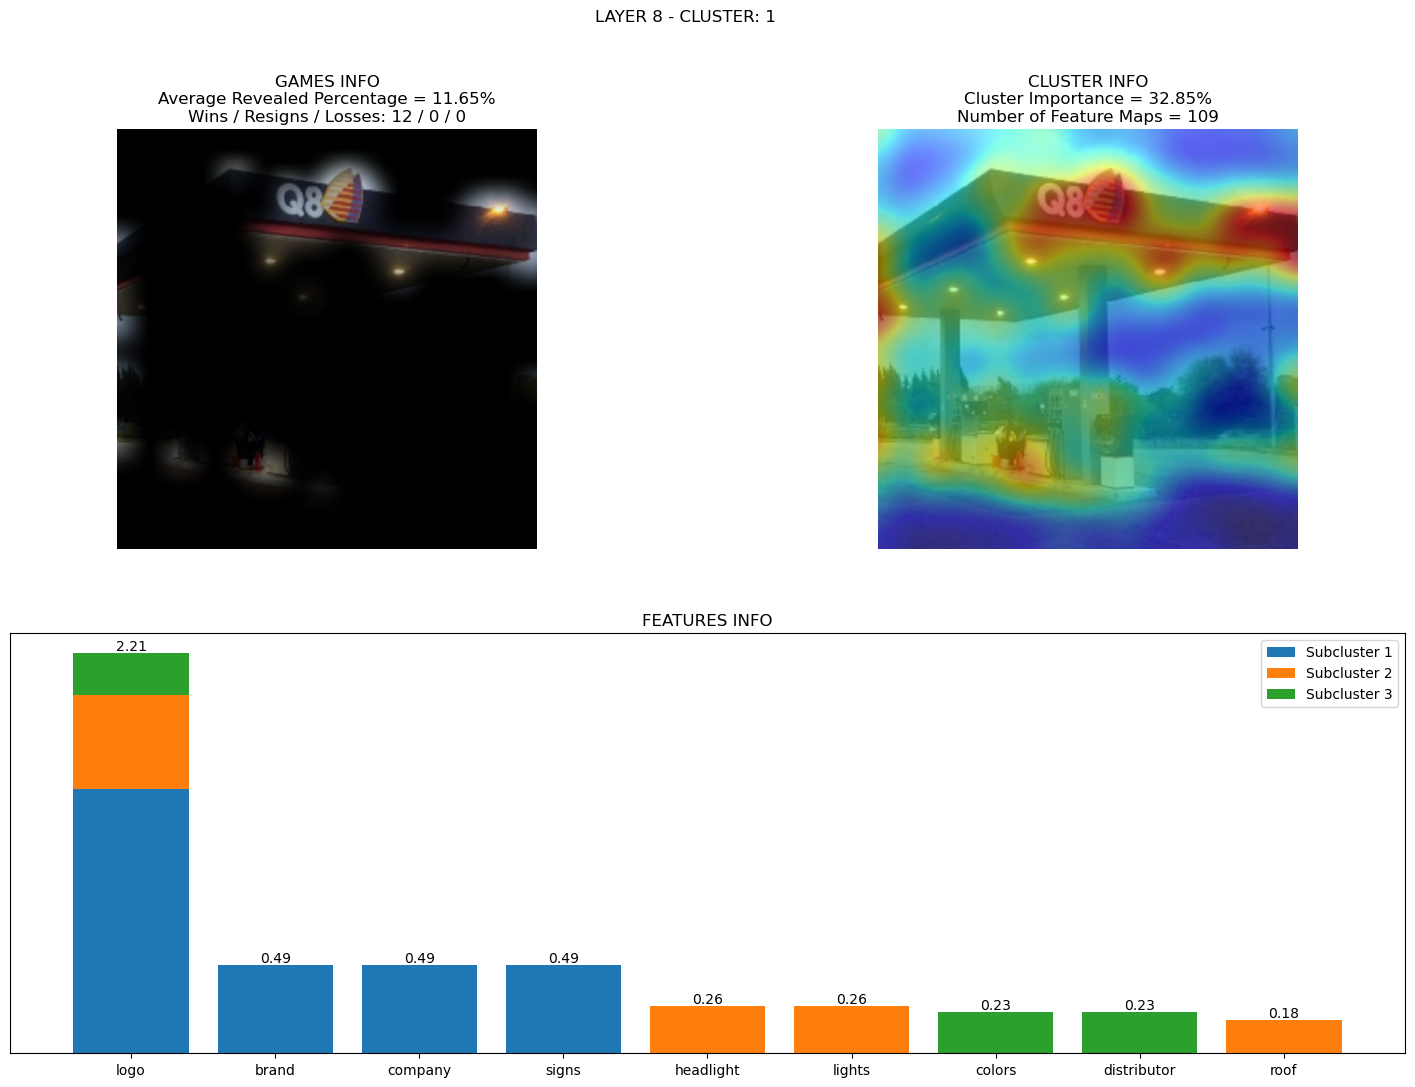 LAYER 8 - CLUSTER: 1
GAMES INFO
Average Revealed Percentage = 11.65%
Wins / Resigns / Losses: 12 / 0 / 0
CLUSTER INFO
Cluster Importance = 32.85%
Number of Feature Maps = 109
Q8
Q8
FEATURES INFO
2.21
0.49
0.49
0.49
0.26
0.26
0.23
0.23
0.18
Subcluster 1
Subcluster 2
Subcluster 3
logo
brand
company
signs
headlight
lights
colors
distributor
roof